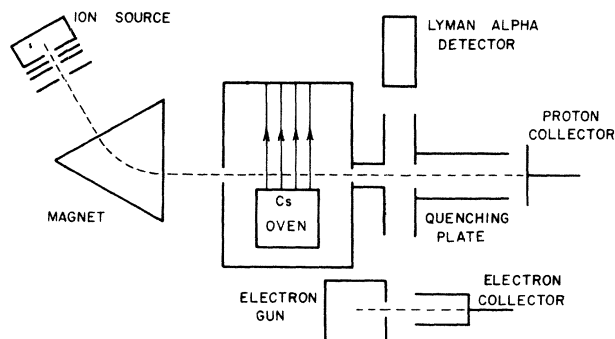 ION SOURCE
LYMAN ALPHA
DETECTOR
PROTON
COLLECTOR
MAGNET
Cs
OVEN
QUENCHING
PLATE
ELECTRON
GUN
ELECTRON
COLLECTOR